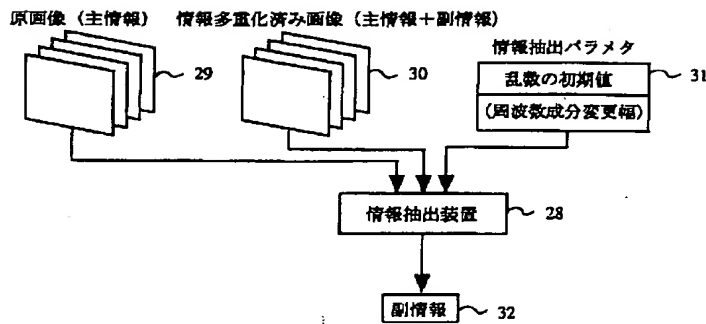 原画像（主情報）
情報多重化済み画像（主情報＋副情報）
29
30
情報抽出パラメタ
乱数の初期値
（周波数成分変更幅）
31
情報抽出装置
28
副情報
32